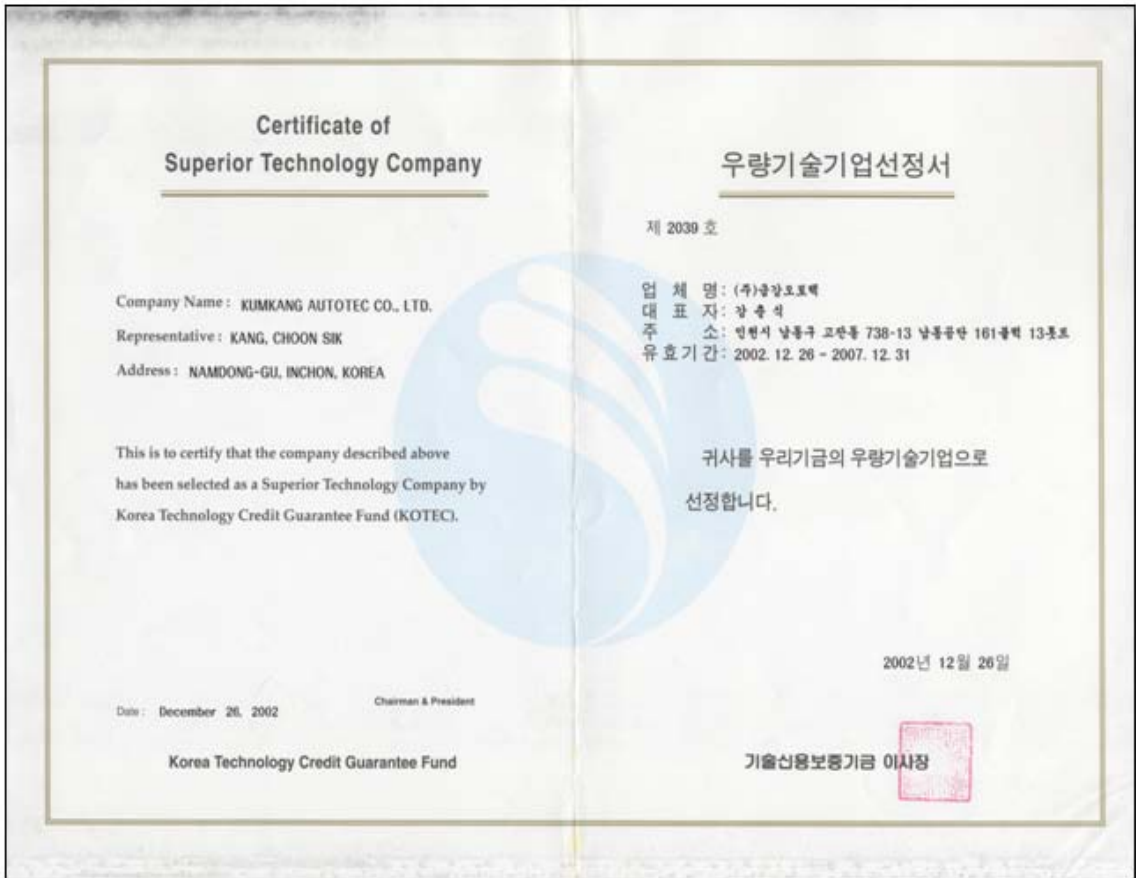 Certificate of
Superior Technology Company
Company Name : KUMKANG AUTOTEC CO., LTD.
Representative : KANG, CHOON SIK
Address : NAMDONG-GU, INCHON, KOREA
This is to certify that the company described above
has been selected as a Superior Technology Company by
Korea Technology Credit Guarantee Fund (KOTEC).
Date : December 26, 2002
Chairman & President
Korea Technology Credit Guarantee Fund
우량기술기업선정서
제 2039 호
업 체 명 : (주)금강오토텍
대 표 자 : 강춘식
주 소 : 인천시 남동구 고잔동 738-13 남동공단 161블럭 13롯트
유효기간 : 2002. 12. 26 - 2007. 12. 31
귀사를 우리기금의 우량기술기업으로
선정합니다.
2002년 12월 26일
기술신용보증기금 이사장